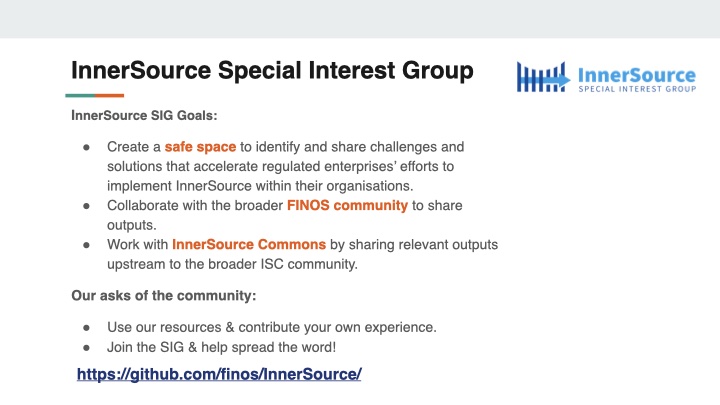 InnerSource Special Interest Group
InnerSource
SPECIAL INTEREST GROUP
InnerSource SIG Goals:
● Create a safe space to identify and share challenges and
solutions that accelerate regulated enterprises’ efforts to
implement InnerSource within their organisations.
● Collaborate with the broader FINOS community to share
outputs.
● Work with InnerSource Commons by sharing relevant outputs
upstream to the broader ISC community.
Our asks of the community:
● Use our resources & contribute your own experience.
● Join the SIG & help spread the word!
https://github.com/finos/InnerSource/